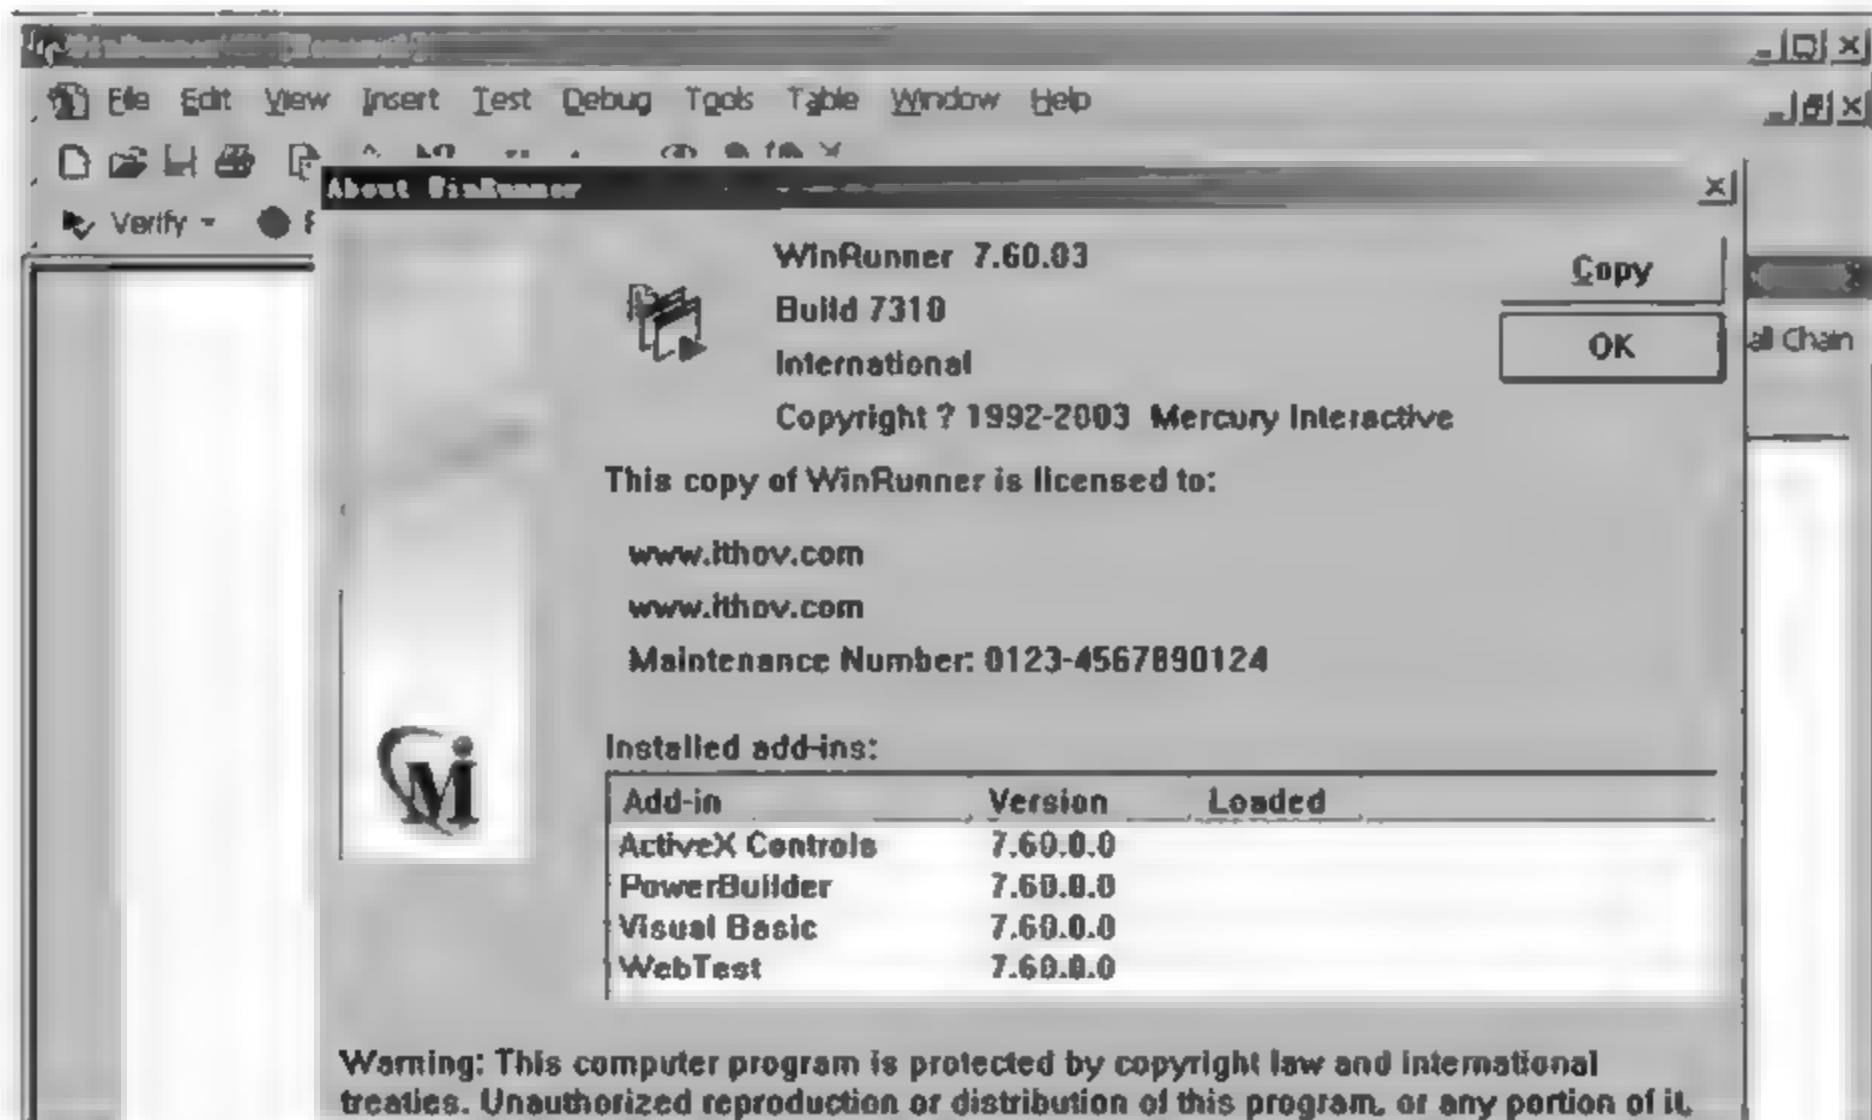 File Edit View Insert Test Debug Tools Table Window Help
About WinRunner
Verify
WinRunner 7.60.03
Copy
Build 7310
OK
all Chain
International
Copyright ? 1992-2003 Mercury Interactive
This copy of WinRunner is licensed to:
www.ithov.com
www.ithov.com
Maintenance Number: 0123-4567890124
Installed add-ins:
Add-in Version Loaded
ActiveX Controls 7.60.0.0
PowerBuilder 7.60.0.0
Visual Basic 7.60.0.0
WebTest 7.60.0.0
Warning: This computer program is protected by copyright law and international
treaties. Unauthorized reproduction or distribution of this program, or any portion of it,